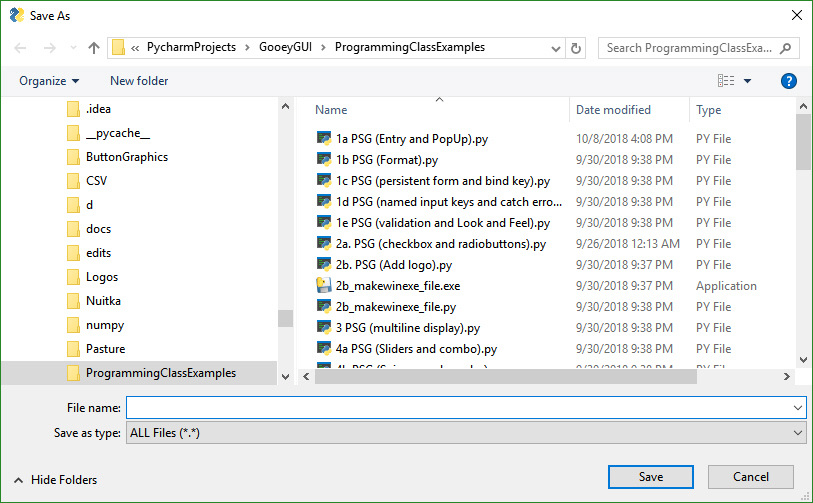 Save As
« PycharmProjects > GooeyGUI > ProgrammingClassExamples
Search ProgrammingClassExa...
Organize New folder
?
.idea
__pycache__
ButtonGraphics
CSV
d
docs
edits
Logos
Nuitka
numpy
Pasture
ProgrammingClassExamples
Name Date modified Type
1a PSG (Entry and PopUp).py 10/8/2018 4:08 PM PY File
1b PSG (Format).py 9/30/2018 9:38 PM PY File
1c PSG (persistent form and bind key).py 9/30/2018 9:38 PM PY File
1d PSG (named input keys and catch erro... 9/30/2018 9:38 PM PY File
1e PSG (validation and Look and Feel).py 9/30/2018 9:38 PM PY File
2a. PSG (checkbox and radiobuttons).py 9/26/2018 12:13 AM PY File
2b. PSG (Add logo).py 9/30/2018 9:37 PM PY File
2b_makewinexe_file.exe 9/30/2018 9:37 PM Application
2b_makewinexe_file.py 9/30/2018 9:38 PM PY File
3 PSG (multiline display).py 9/30/2018 9:38 PM PY File
4a PSG (Sliders and combo).py 9/30/2018 9:38 PM PY File
File name:
Save as type: ALL Files (*.*)
Hide Folders
Save Cancel